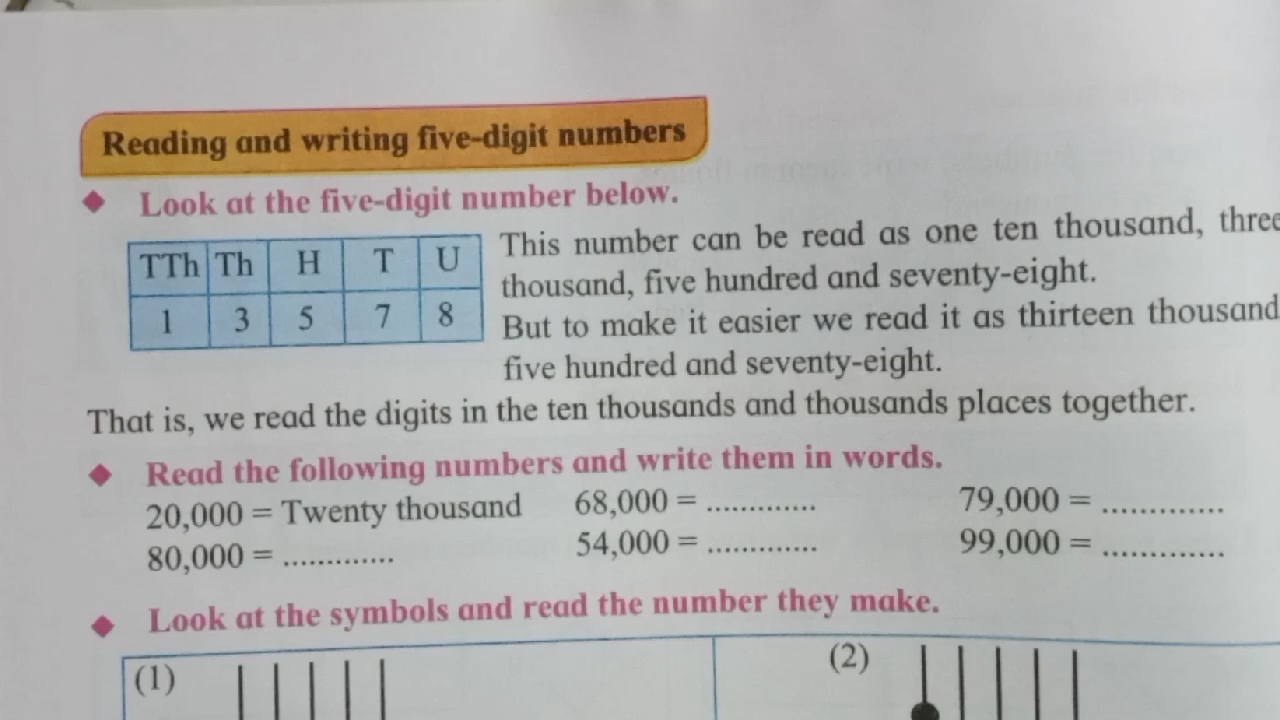 Reading and writing five-digit numbers
◆ Look at the five-digit number below.
TTh Th H T U
1 3 5 7 8
This number can be read as one ten thousand, three
thousand, five hundred and seventy-eight.
But to make it easier we read it as thirteen thousand
five hundred and seventy-eight.
That is, we read the digits in the ten thousands and thousands places together.
◆ Read the following numbers and write them in words.
20,000 = Twenty thousand 68,000 = ............. 79,000 = .............
80,000 = ............. 54,000 = ............. 99,000 = .............
◆ Look at the symbols and read the number they make.
(1) (2)